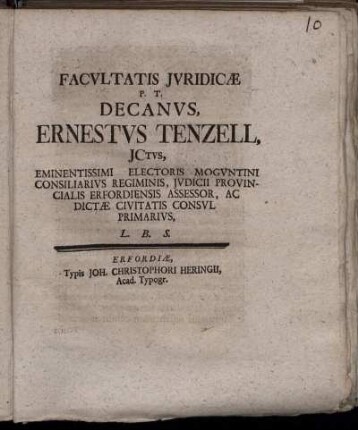 10
FACVLTATIS JVRIDICÆ
P. T.
DECANVS,
ERNESTVS TENZELL,
JCTVS,
EMINENTISSIMI ELECTORIS MOGVNTINI
CONSILIARIVS REGIMINIS, JVDICII PROVIN-
CIALIS ERFORDIENSIS ASSESSOR, AC
DICTÆ CIVITATIS CONSVL
PRIMARIVS,
L. B. S.
ERFORDIÆ,
Typis JOH. CHRISTOPHORI HERINGII,
Acad. Typogr.